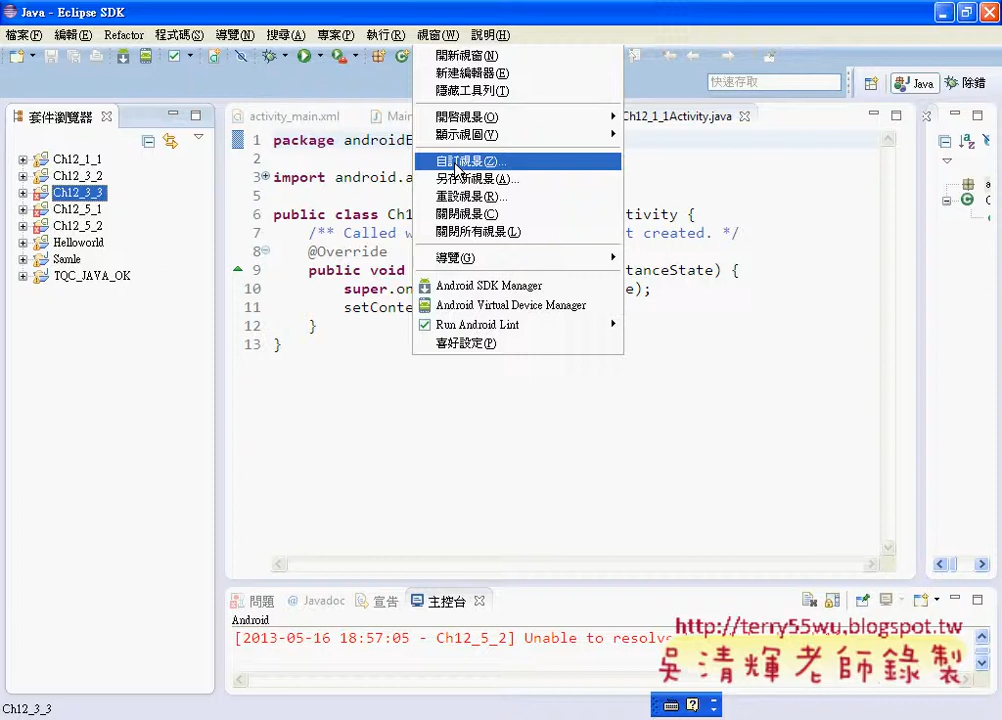 Java - Eclipse SDK
檔案(F) 編輯(E) Refactor 程式碼(S) 導覽(N) 搜尋(A) 專案(P) 執行(R) 視窗(W) 說明(H)
快速存取
Java
除錯
套件瀏覽器
Ch12_1_1
Ch12_3_2
Ch12_3_3
Ch12_5_1
Ch12_5_2
Helloworld
Samle
TQC_JAVA_OK
開新視窗(N)
新建編輯器(E)
隱藏工具列(T)
開啓視景(O)
顯示視圖(V)
自訂視景(Z)...
另存新視景(A)...
重設視景(R)...
關閉視景(C)
關閉所有視景(L)
導覽(G)
Android SDK Manager
Android Virtual Device Manager
Run Android Lint
喜好設定(P)
activity_main.xml
Main
Ch12_1_1Activity.java
1 package androidE
2
3 import android.a
5
6 public class Ch1 tivity {
7 /** Called w t created. */
8 @Override
9 public void tanceState) {
10 super.on e);
11 setConte
12 }
13 }
問題
@ Javadoc
宣告
主控台
Android
[2013-05-16 18:57:05 - Ch12_5_2] Unable to resolv
http://terry55wu.blogspot.tw
吳清輝老師錄製
Ch12_3_3